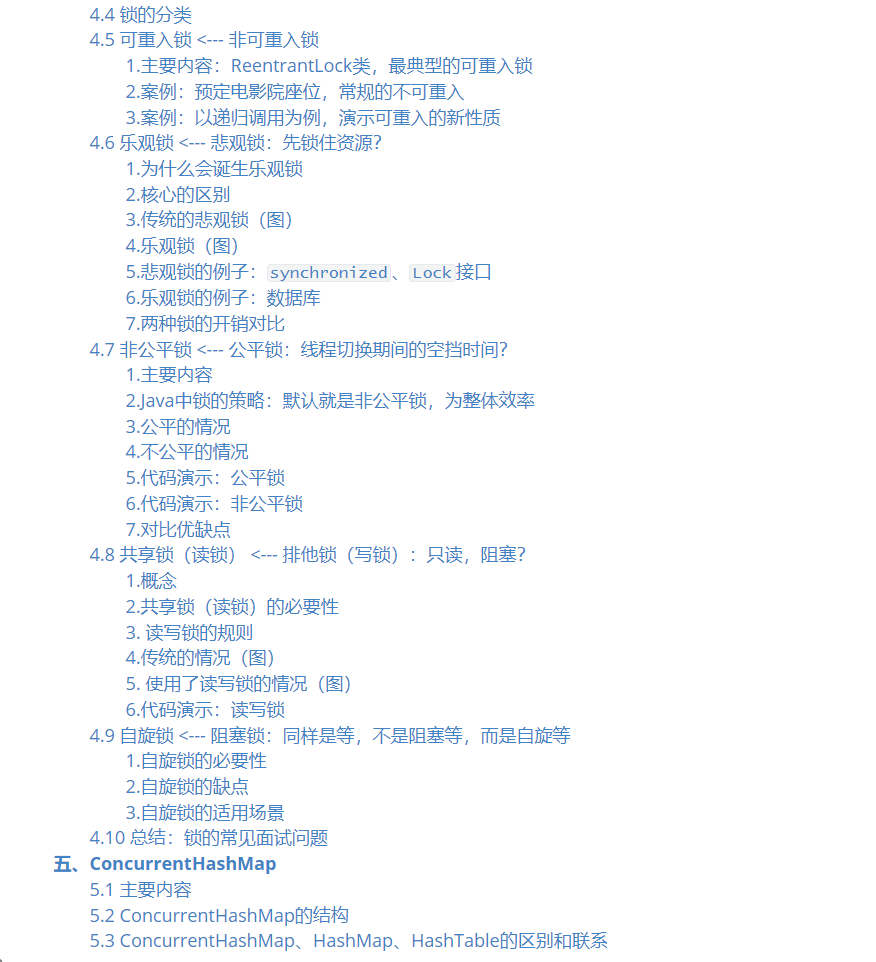 4.4 锁的分类
4.5 可重入锁 <--- 非可重入锁
1.主要内容：ReentrantLock类，最典型的可重入锁
2.案例：预定电影院座位，常规的不可重入
3.案例：以递归调用为例，演示可重入的新性质
4.6 乐观锁 <--- 悲观锁：先锁住资源？
1.为什么会诞生乐观锁
2.核心的区别
3.传统的悲观锁（图）
4.乐观锁（图）
5.悲观锁的例子：synchronized、Lock接口
6.乐观锁的例子：数据库
7.两种锁的开销对比
4.7 非公平锁 <--- 公平锁：线程切换期间的空挡时间？
1.主要内容
2.Java中锁的策略：默认就是非公平锁，为整体效率
3.公平的情况
4.不公平的情况
5.代码演示：公平锁
6.代码演示：非公平锁
7.对比优缺点
4.8 共享锁（读锁） <--- 排他锁（写锁）：只读，阻塞？
1.概念
2.共享锁（读锁）的必要性
3. 读写锁的规则
4.传统的情况（图）
5. 使用了读写锁的情况（图）
6.代码演示：读写锁
4.9 自旋锁 <--- 阻塞锁：同样是等，不是阻塞等，而是自旋等
1.自旋锁的必要性
2.自旋锁的缺点
3.自旋锁的适用场景
4.10 总结：锁的常见面试问题
五、ConcurrentHashMap
5.1 主要内容
5.2 ConcurrentHashMap的结构
5.3 ConcurrentHashMap、HashMap、HashTable的区别和联系